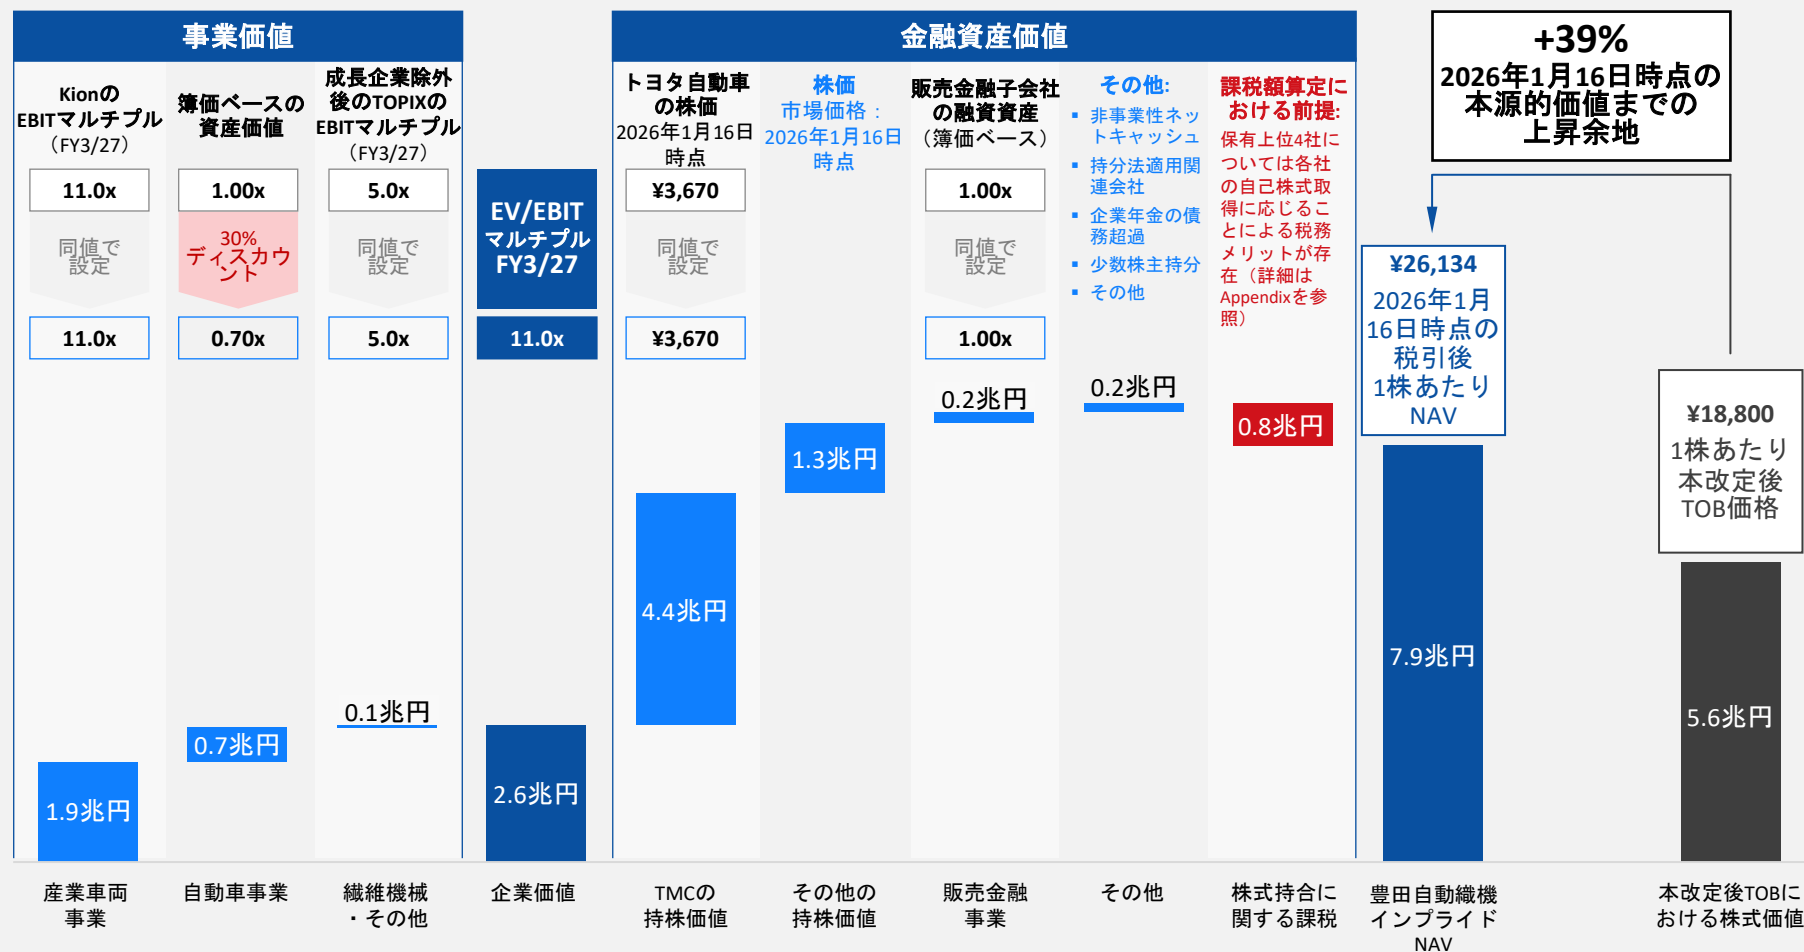 事業価値
金融資産価値
+39%
2026年1月16日時点の
本源的価値までの
上昇余地
Kionの
EBITマルチプル
（FY3/27）
11.0x
同値で
設定
11.0x
簿価ベースの
資産価値
1.00x
30%
ディスカウ
ント
0.70x
成長企業除外
後のTOPIXの
EBITマルチプル
（FY3/27）
5.0x
同値で
設定
5.0x
EV/EBIT
マルチプル
FY3/27
11.0x
トヨタ自動車
の株価
2026年1月16日
時点
¥3,670
同値で
設定
¥3,670
株価
市場価格：
2026年1月16日
時点
販売金融子会社
の融資資産
（簿価ベース）
1.00x
同値で
設定
1.00x
その他:
▪ 非事業性ネッ
トキャッシュ
▪ 持分法適用関
連会社
▪ 企業年金の債
務超過
▪ 少数株主持分
▪ その他
課税額算定に
おける前提:
保有上位4社に
ついては各社
の自己株式取
得に応じるこ
とによる税務
メリットが存
在（詳細は
Appendixを参
照）
¥26,134
2026年1月
16日時点の
税引後
1株あたり
NAV
¥18,800
1株あたり
本改定後
TOB価格
1.9兆円
0.7兆円
0.1兆円
2.6兆円
4.4兆円
1.3兆円
0.2兆円
0.2兆円
0.8兆円
7.9兆円
5.6兆円
産業車両
事業
自動車事業
繊維機械
・その他
企業価値
TMCの
持株価値
その他の
持株価値
販売金融
事業
その他
株式持合に
関する課税
豊田自動織機
インプライド
NAV
本改定後TOBに
おける株式価値